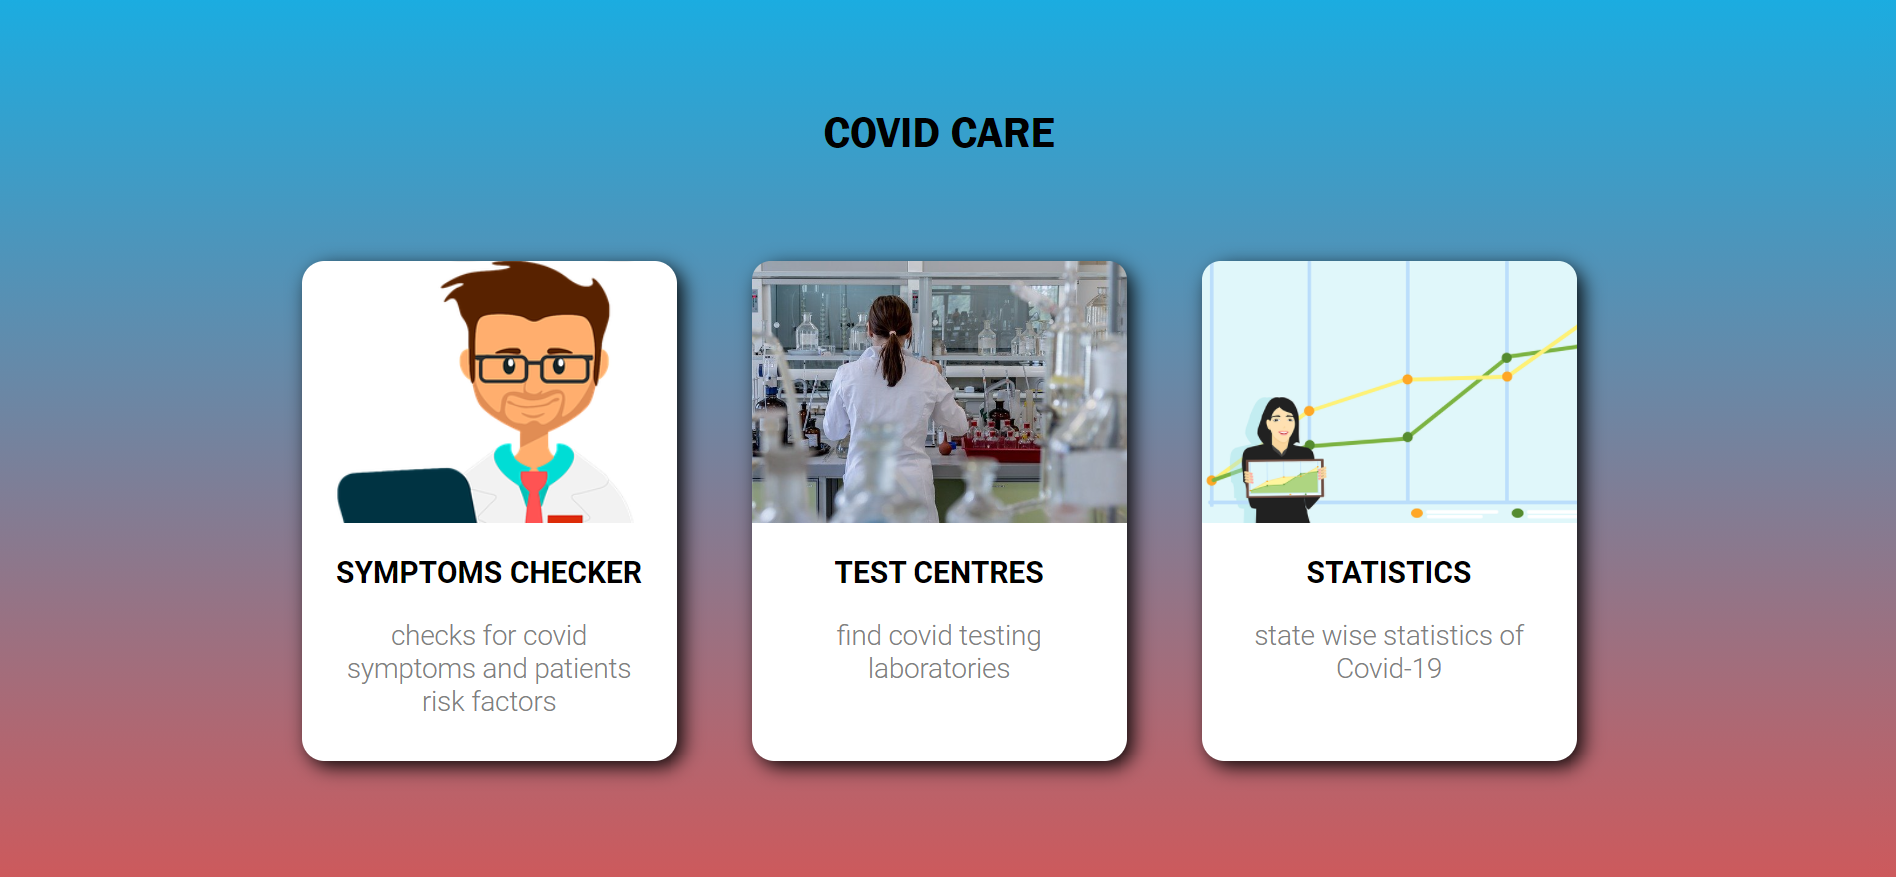 COVID CARE
SYMPTOMS CHECKER
checks for covid
symptoms and patients
risk factors
TEST CENTRES
find covid testing
laboratories
STATISTICS
state wise statistics of
Covid-19